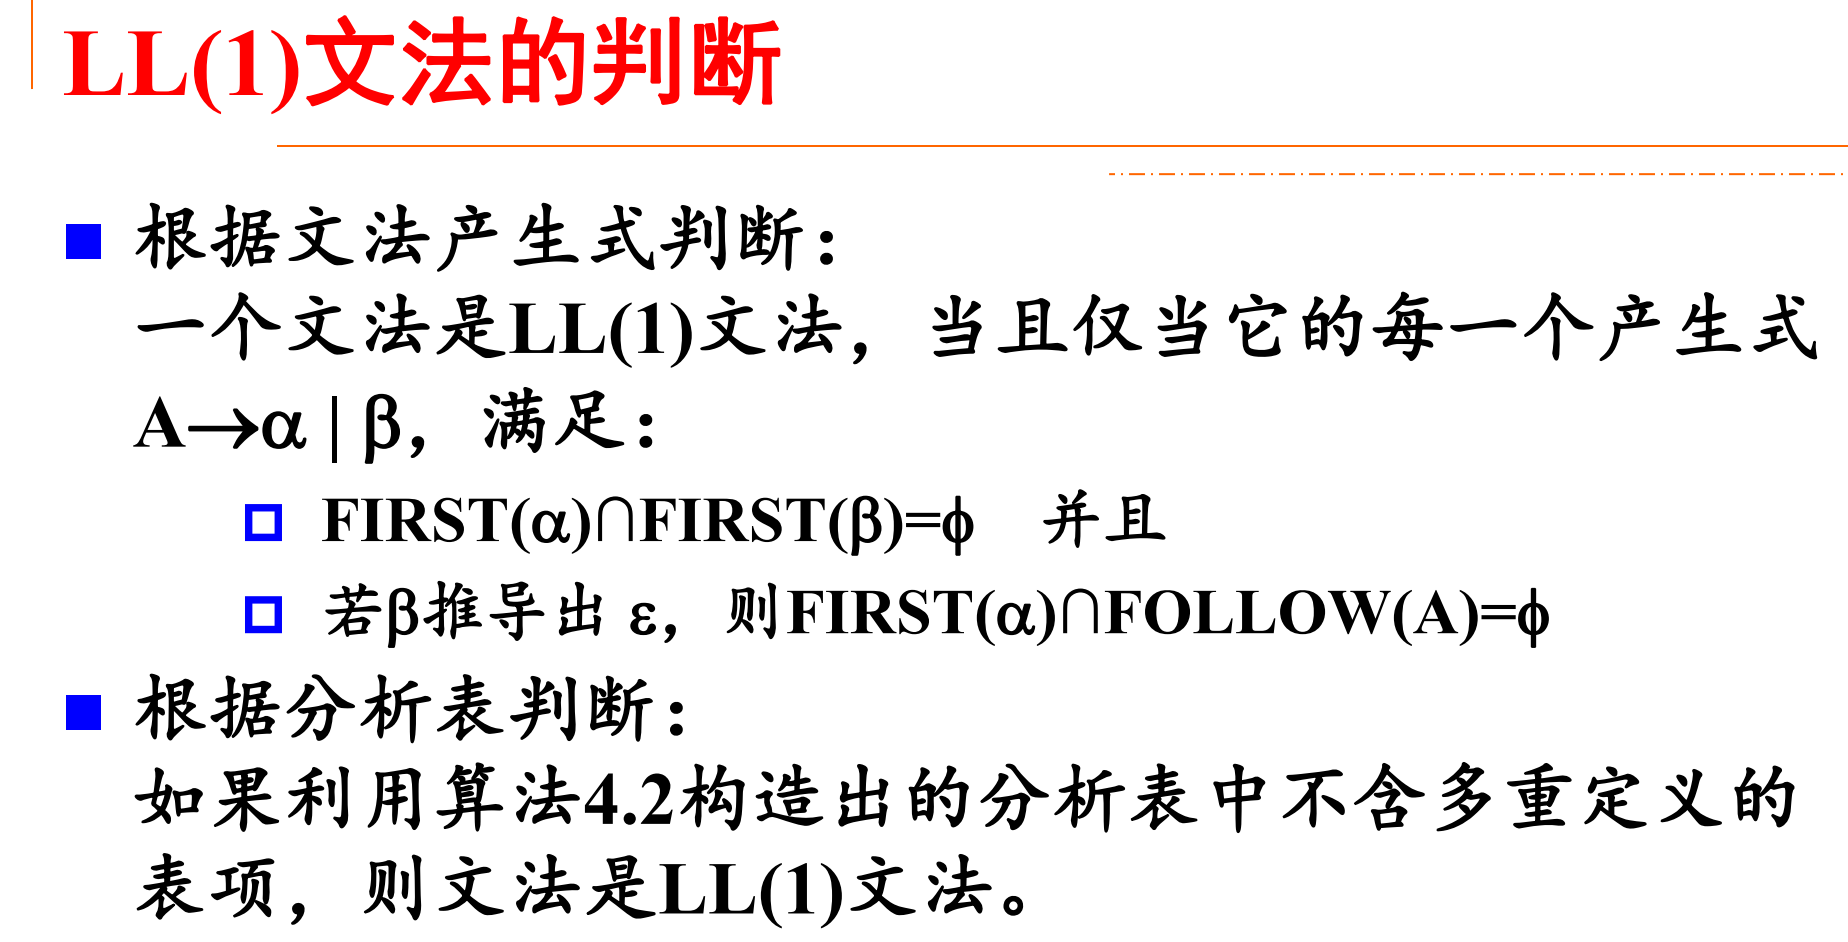 LL(1)文法的判断
根据文法产生式判断：
一个文法是LL(1)文法，当且仅当它的每一个产生式
A→α | β，满足：
FIRST(α)∩FIRST(β)=ϕ 并且
若β推导出 ε，则FIRST(α)∩FOLLOW(A)=ϕ
根据分析表判断：
如果利用算法4.2构造出的分析表中不含多重定义的
表项，则文法是LL(1)文法。